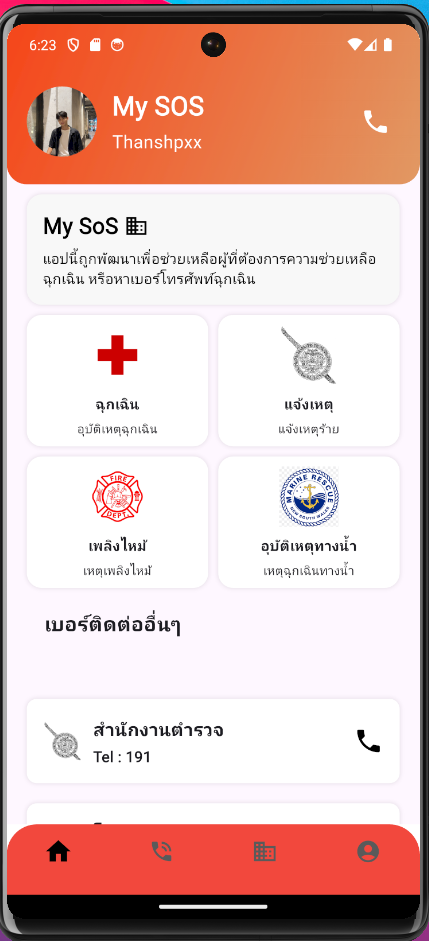 6:23
My SOS
Thanshpxx
My SoS
แอปนี้ถูกพัฒนาเพื่อช่วยเหลือผู้ที่ต้องการความช่วยเหลือ
ฉุกเฉิน หรือหาเบอร์โทรศัพท์ฉุกเฉิน
ฉุกเฉิน
อุบัติเหตุฉุกเฉิน
แจ้งเหตุ
แจ้งเหตุร้าย
FIRE
DEPT
เพลิงไหม้
เหตุเพลิงไหม้
MARINE RESCUE
NEW SOUTH WALES
อุบัติเหตุทางน้ำ
เหตุฉุกเฉินทางน้ำ
เบอร์ติดต่ออื่นๆ
สำนักงานตำรวจ
Tel : 191